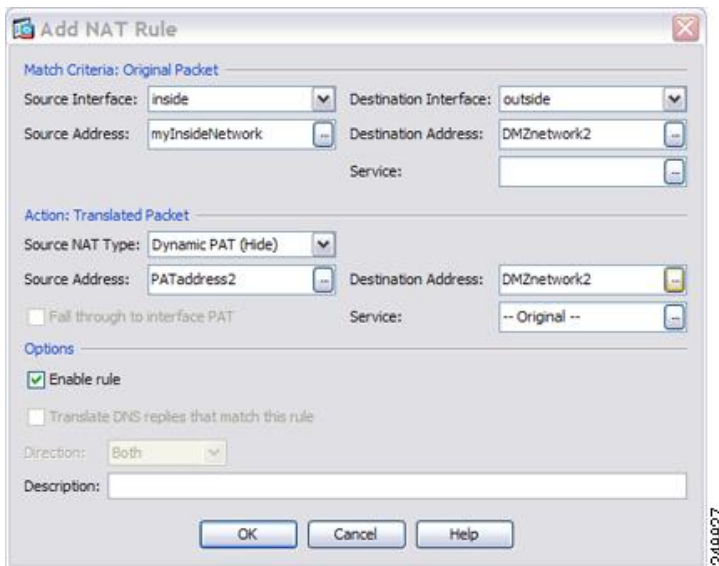 Add NAT Rule
Match Criteria: Original Packet
Source Interface: inside Destination Interface: outside
Source Address: myInsideNetwork ... Destination Address: DMZnetwork2 ...
Service: ...
Action: Translated Packet
Source NAT Type: Dynamic PAT (Hide)
Source Address: PATaddress2 ... Destination Address: DMZnetwork2 ...
Fall through to interface PAT Service: -- Original -- ...
Options
Enable rule
Translate DNS replies that match this rule
Direction: Both
Description:
OK Cancel Help
248827